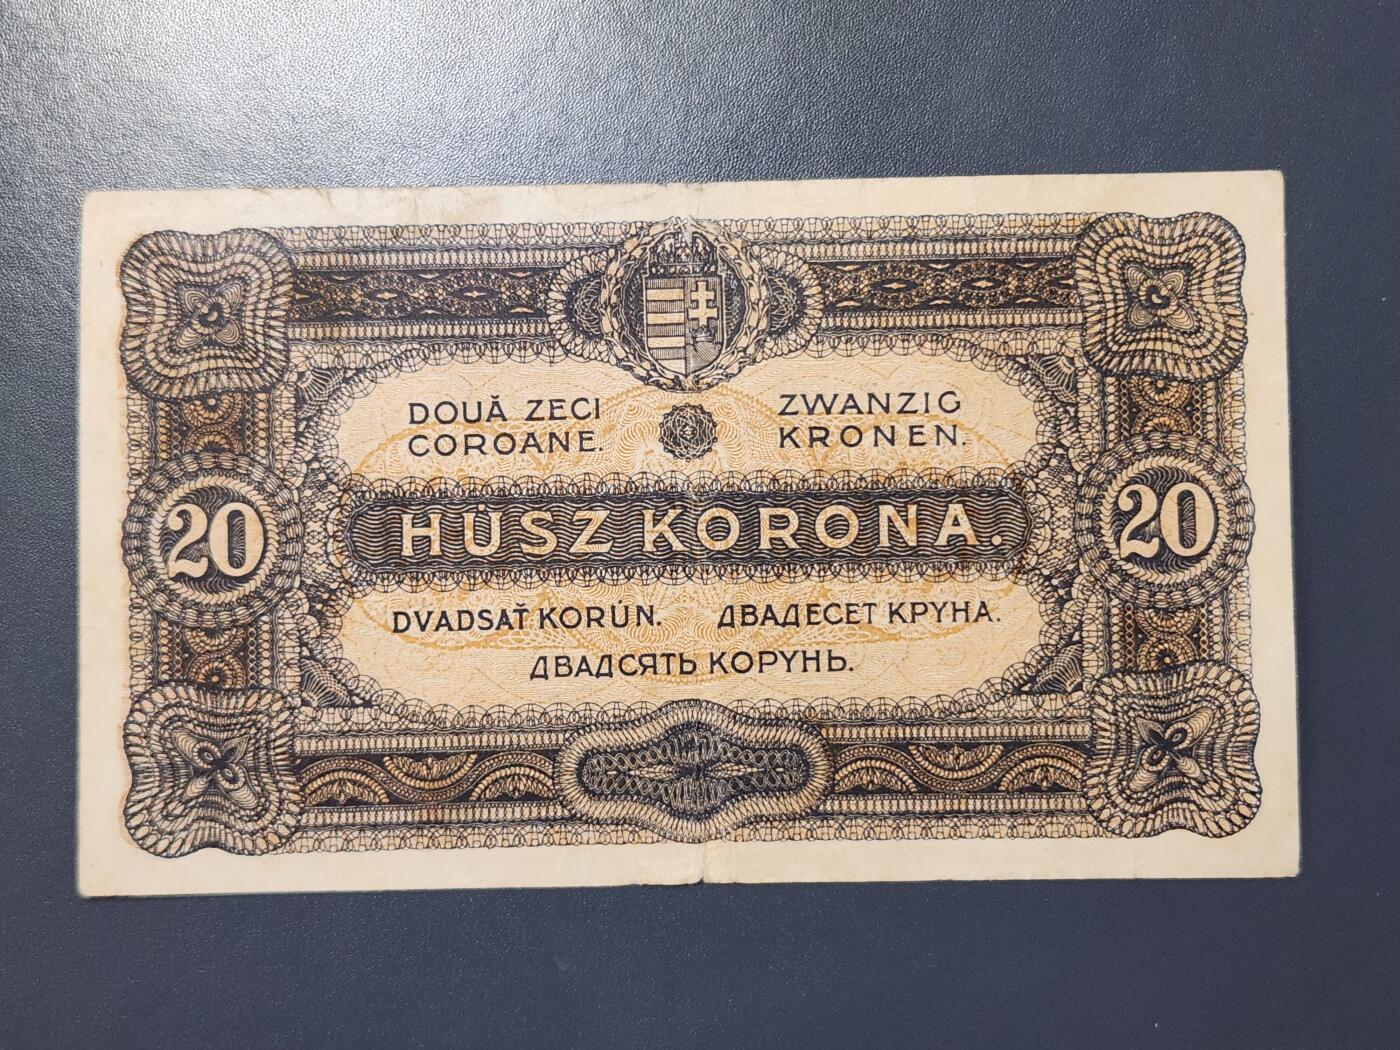 DOUĂ ZECI
COROANE.
ZWANZIG
KRONEN.
20
HÚSZ KORONA.
20
DVADSAŤ KORÚN.
ДВАДЕСЕТ КРУНА.
ДВАДСЯТЬ КОРУНЬ.